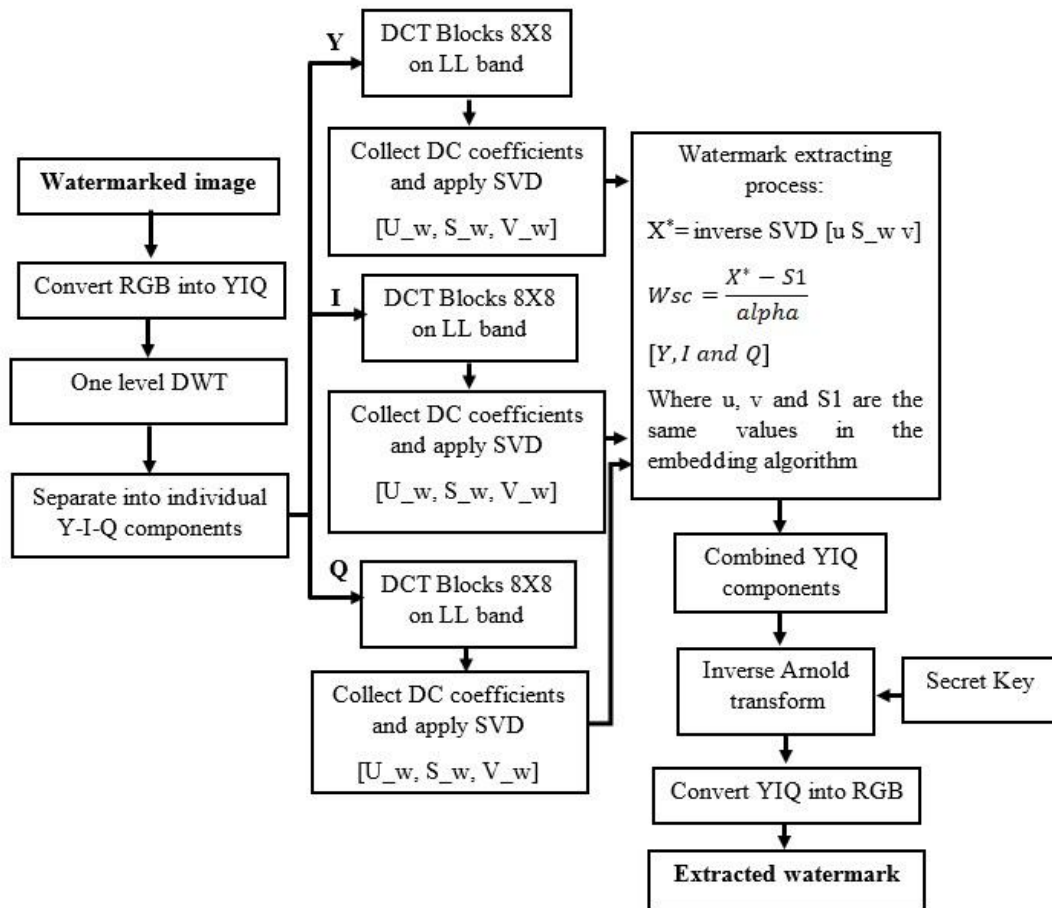 Watermarked image
Convert RGB into YIQ
One level DWT
Separate into individual
Y-I-Q components
Y
DCT Blocks 8X8
on LL band
Collect DC coefficients
and apply SVD
[U_w, S_w, V_w]
I
DCT Blocks 8X8
on LL band
Collect DC coefficients
and apply SVD
[U_w, S_w, V_w]
Q
DCT Blocks 8X8
on LL band
Collect DC coefficients
and apply SVD
[U_w, S_w, V_w]
Watermark extracting
process:
X*= inverse SVD [u S_w v]
Wsc = (X* − S1) / alpha
[Y, I and Q]
Where u, v and S1 are the
same values in the
embedding algorithm
Combined YIQ
components
Inverse Arnold
transform
Secret Key
Convert YIQ into RGB
Extracted watermark